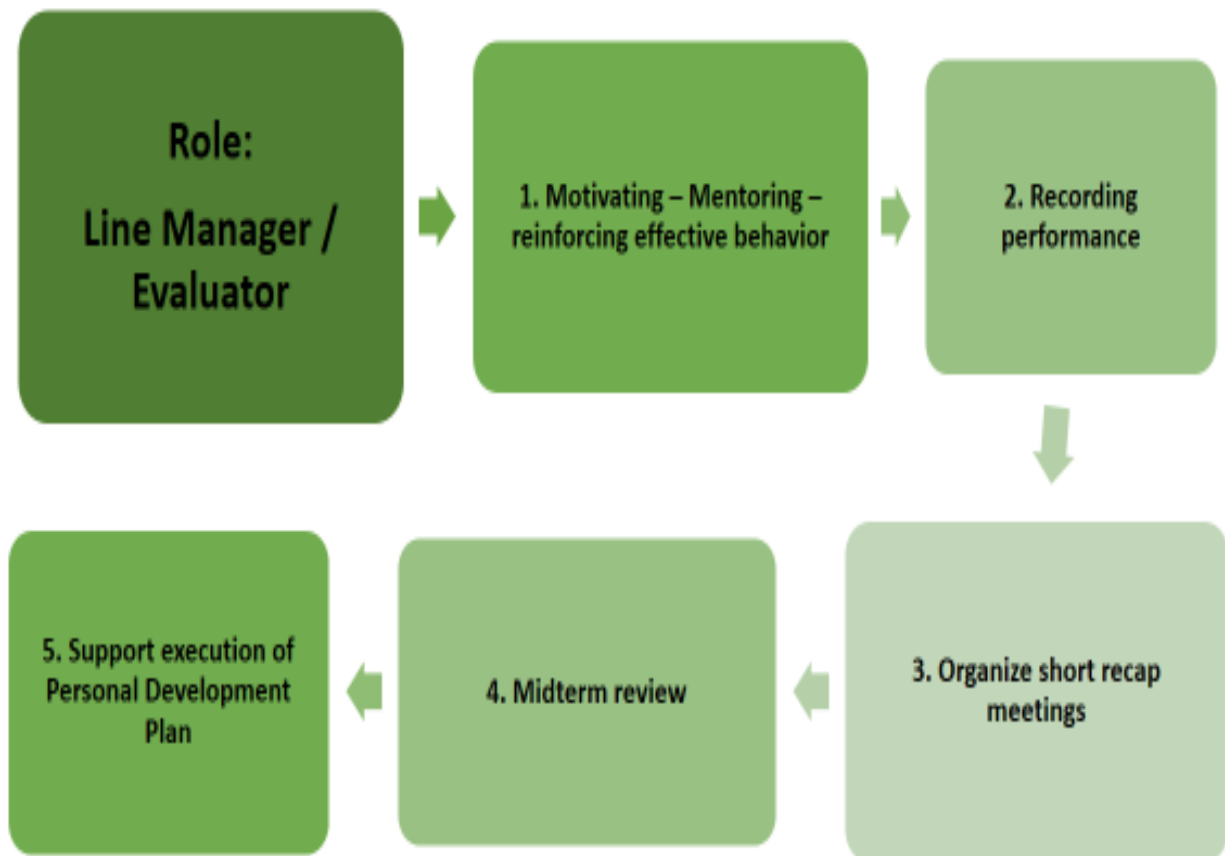 Role:
Line Manager /
Evaluator
1. Motivating – Mentoring –
reinforcing effective behavior
2. Recording
performance
3. Organize short recap
meetings
4. Midterm review
5. Support execution of
Personal Development
Plan